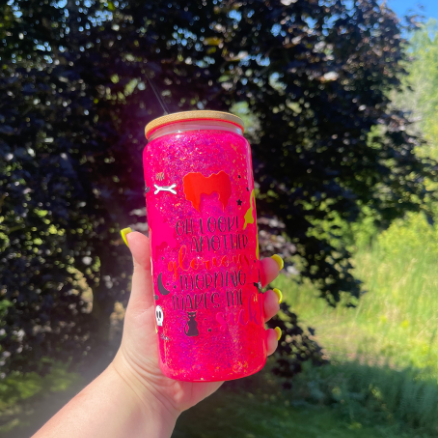 OH LOOK
ANOTHER
glorious
MORNING
MAKES ME